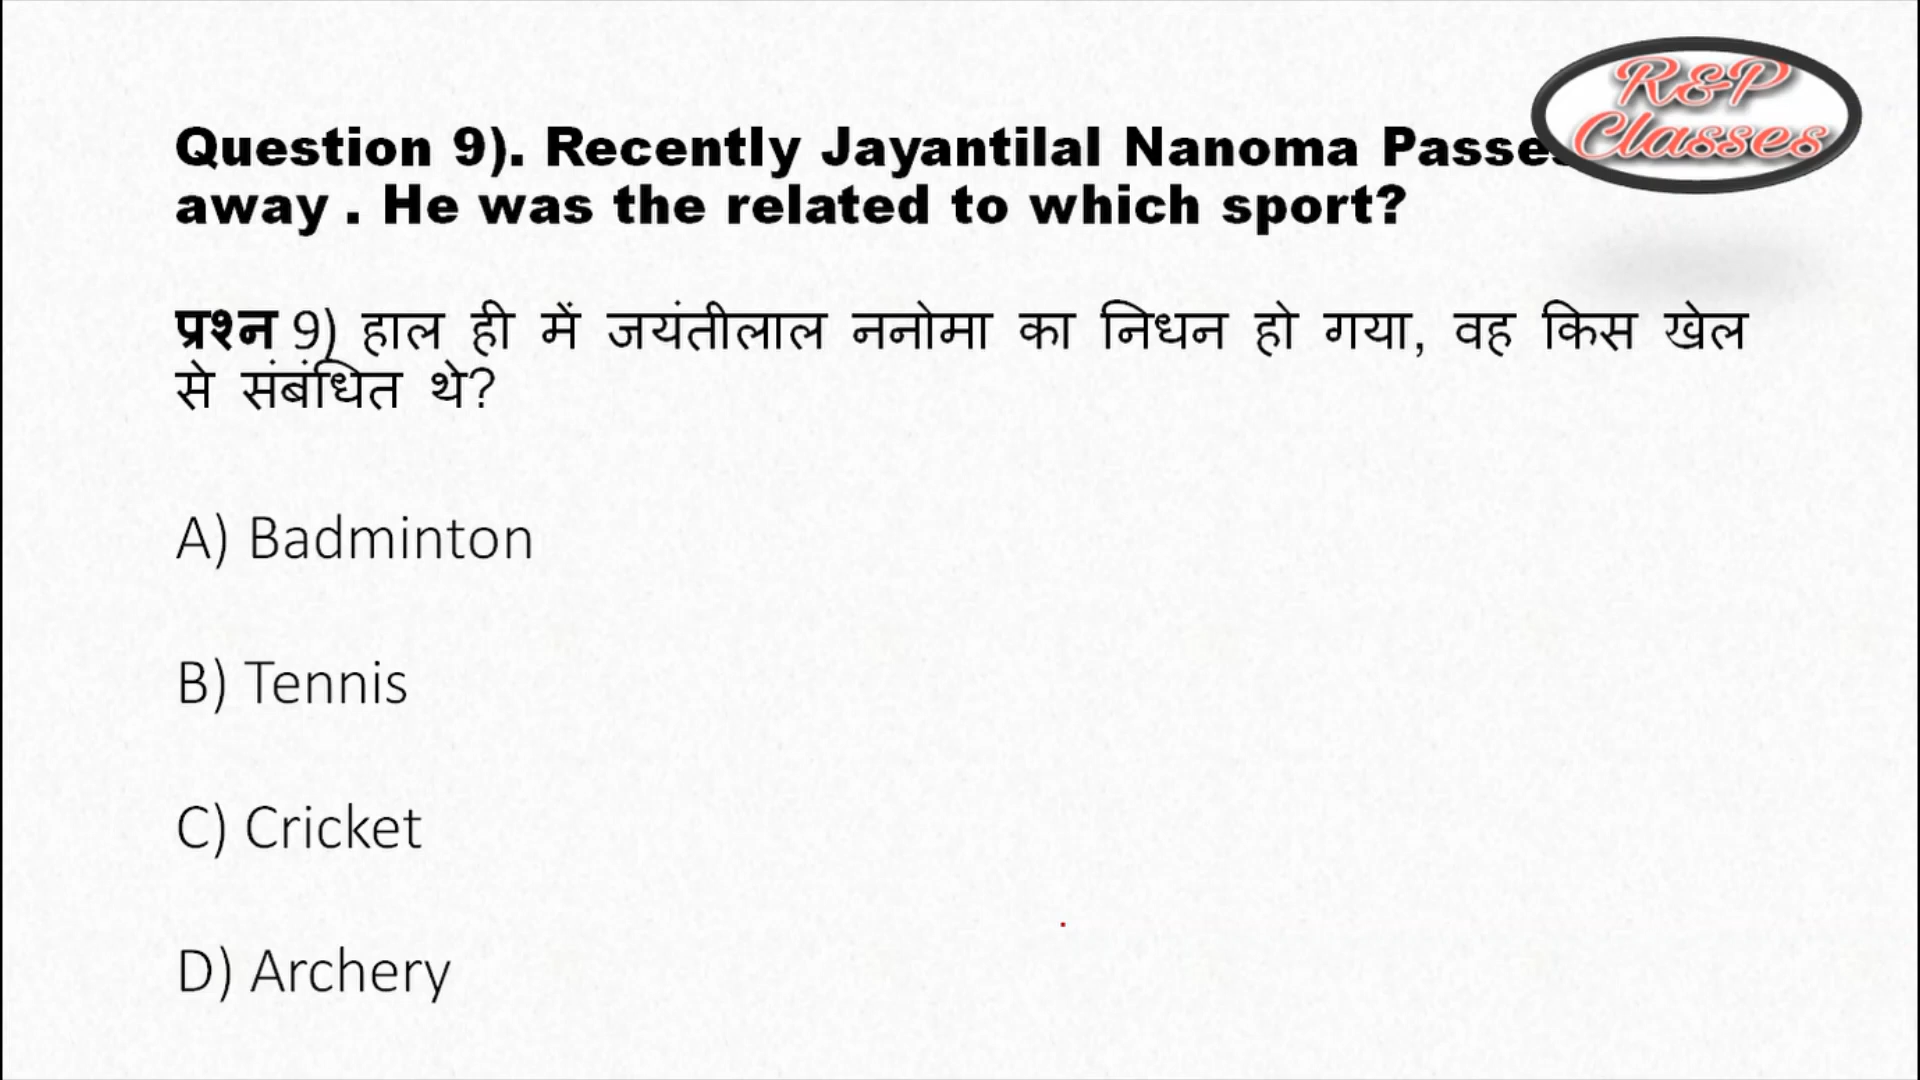 R&P
Classes
Question 9). Recently Jayantilal Nanoma
away . He was the related to which sport?
प्रश्न 9) हाल ही में जयंतीलाल ननोमा का निधन हो गया, वह किस खेल
से संबंधित थे?
A) Badminton
B) Tennis
C) Cricket
D) Archery